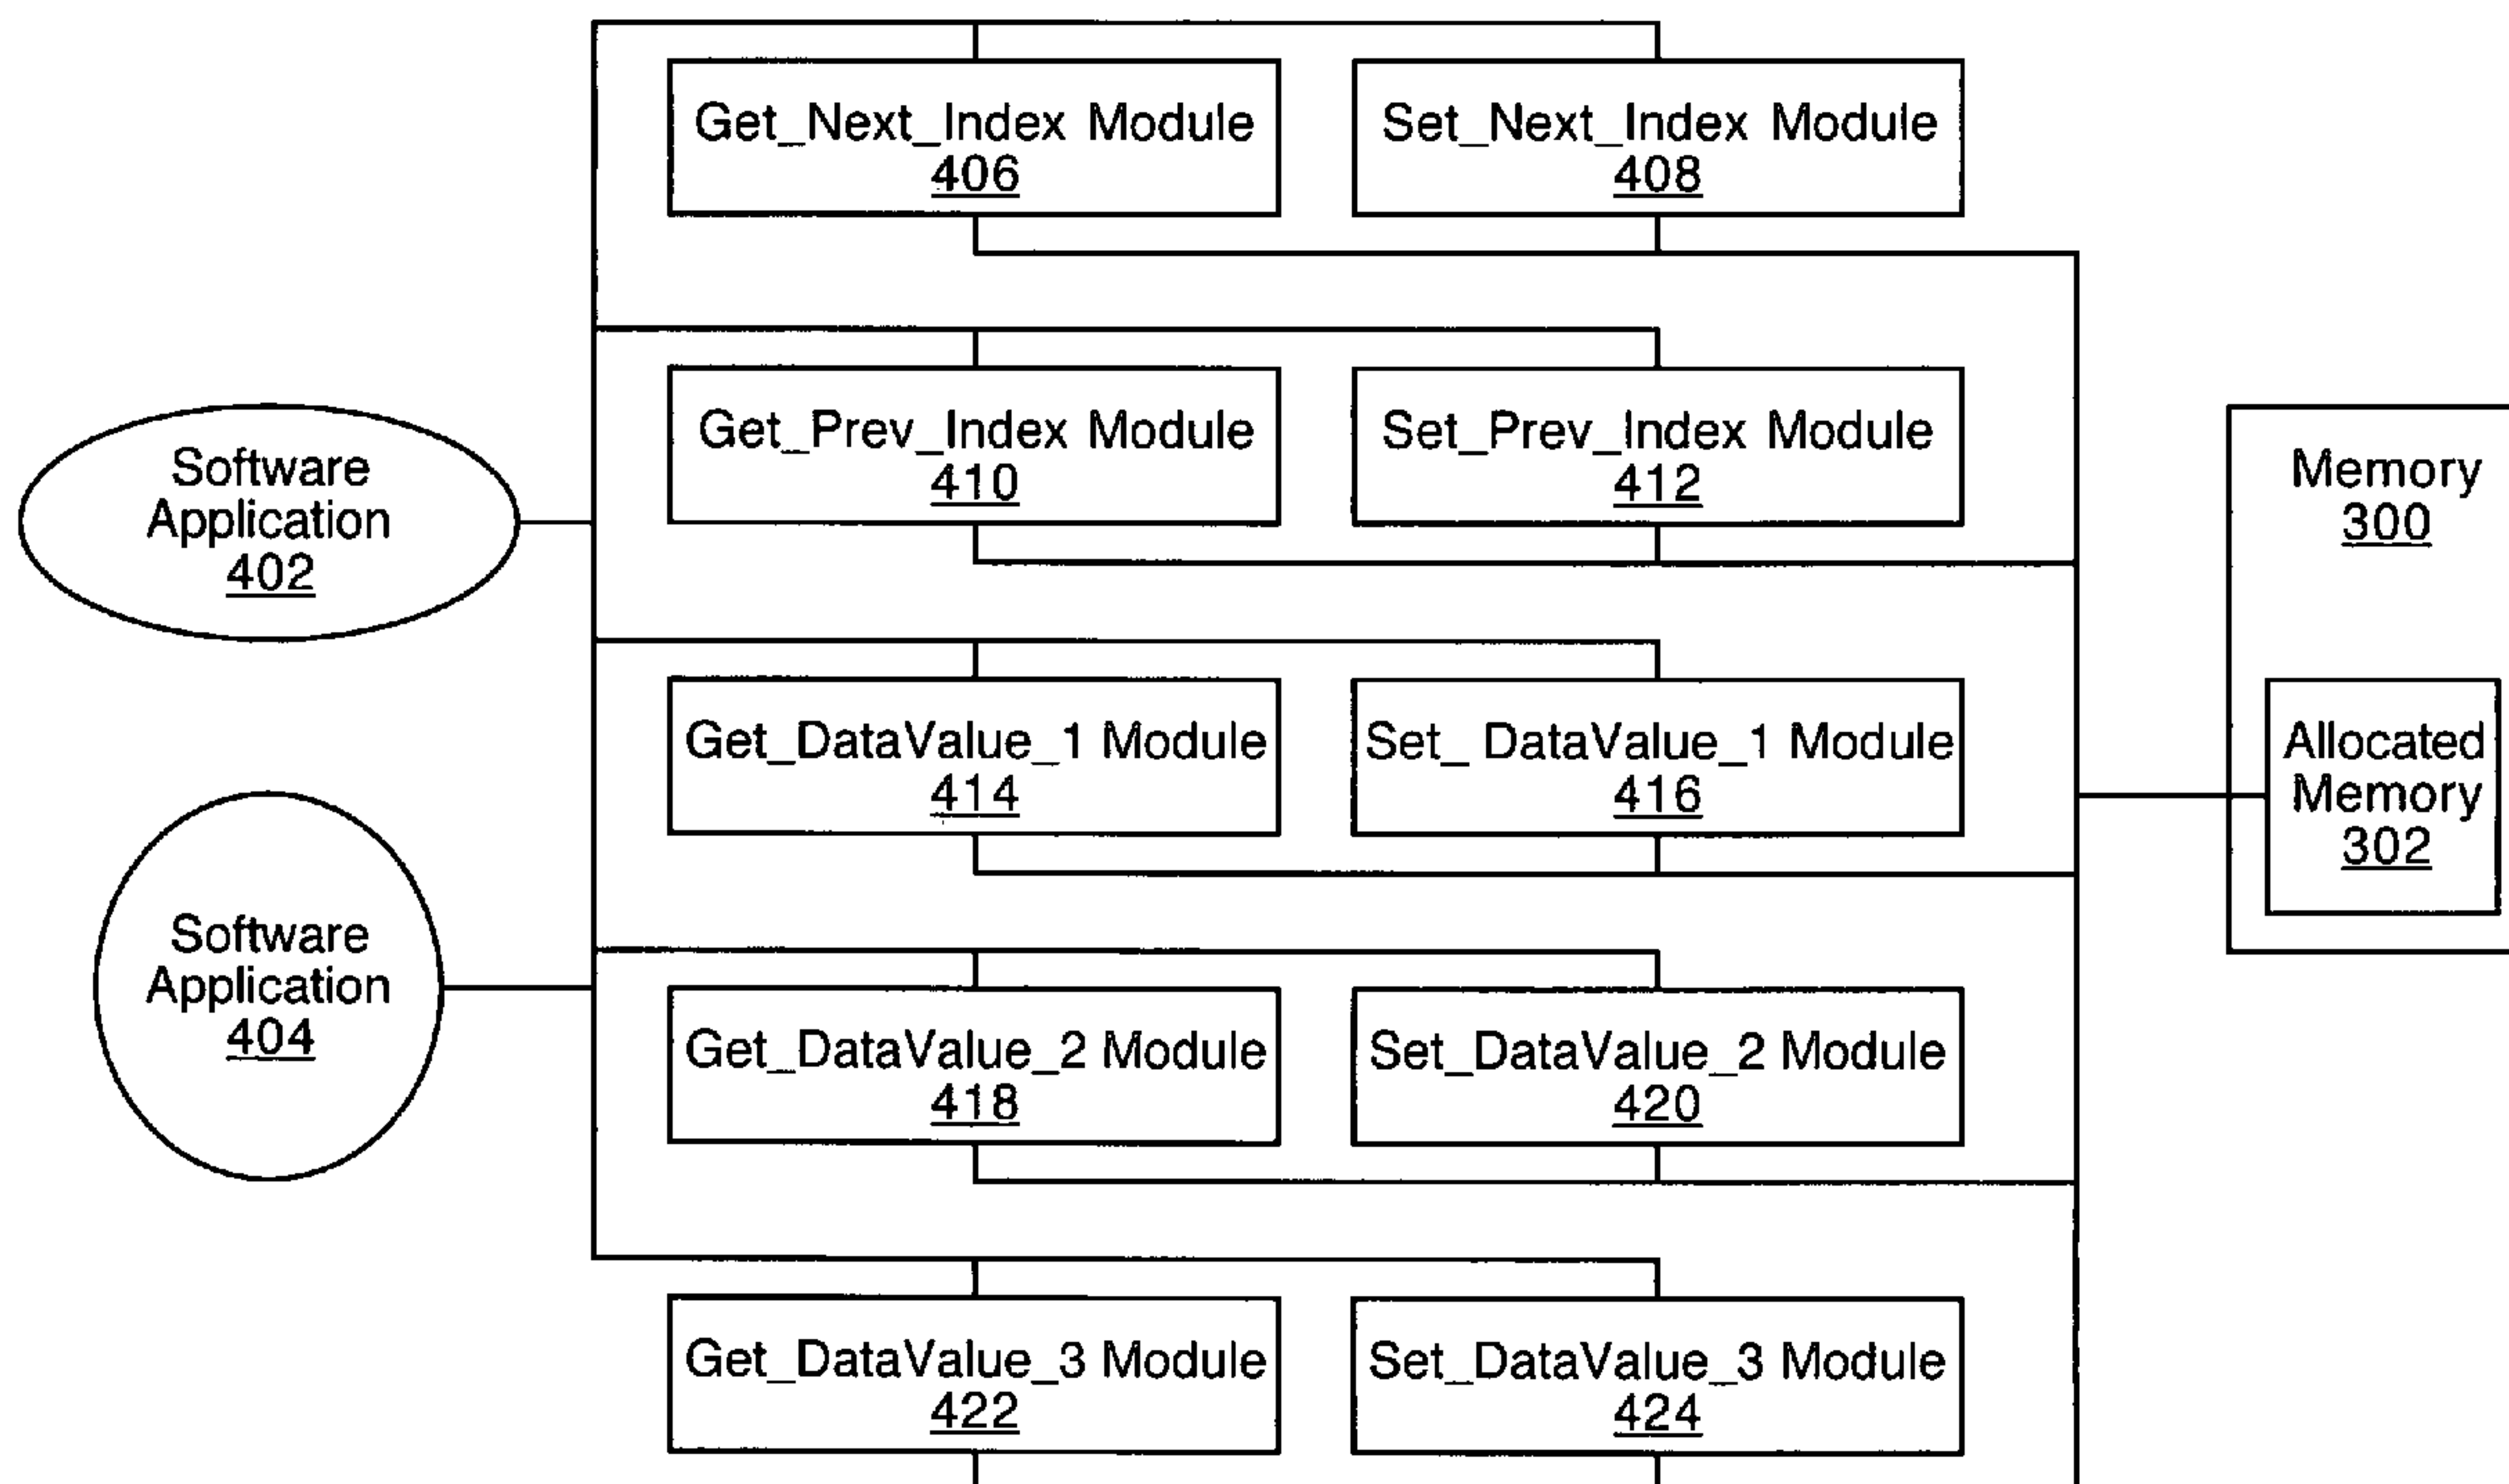 Get_Next_Index Module
406
Set_Next_Index Module
408
Get_Prev_Index Module
410
Set_Prev_Index Module
412
Software
Application
402
Memory
300
Get_DataValue_1 Module
414
Set_ DataValue_1 Module
416
Allocated
Memory
302
Software
Application
404
Get_DataValue_2 Module
418
Set_DataValue_2 Module
420
Get_DataValue_3 Module
422
Set_DataValue_3 Module
424